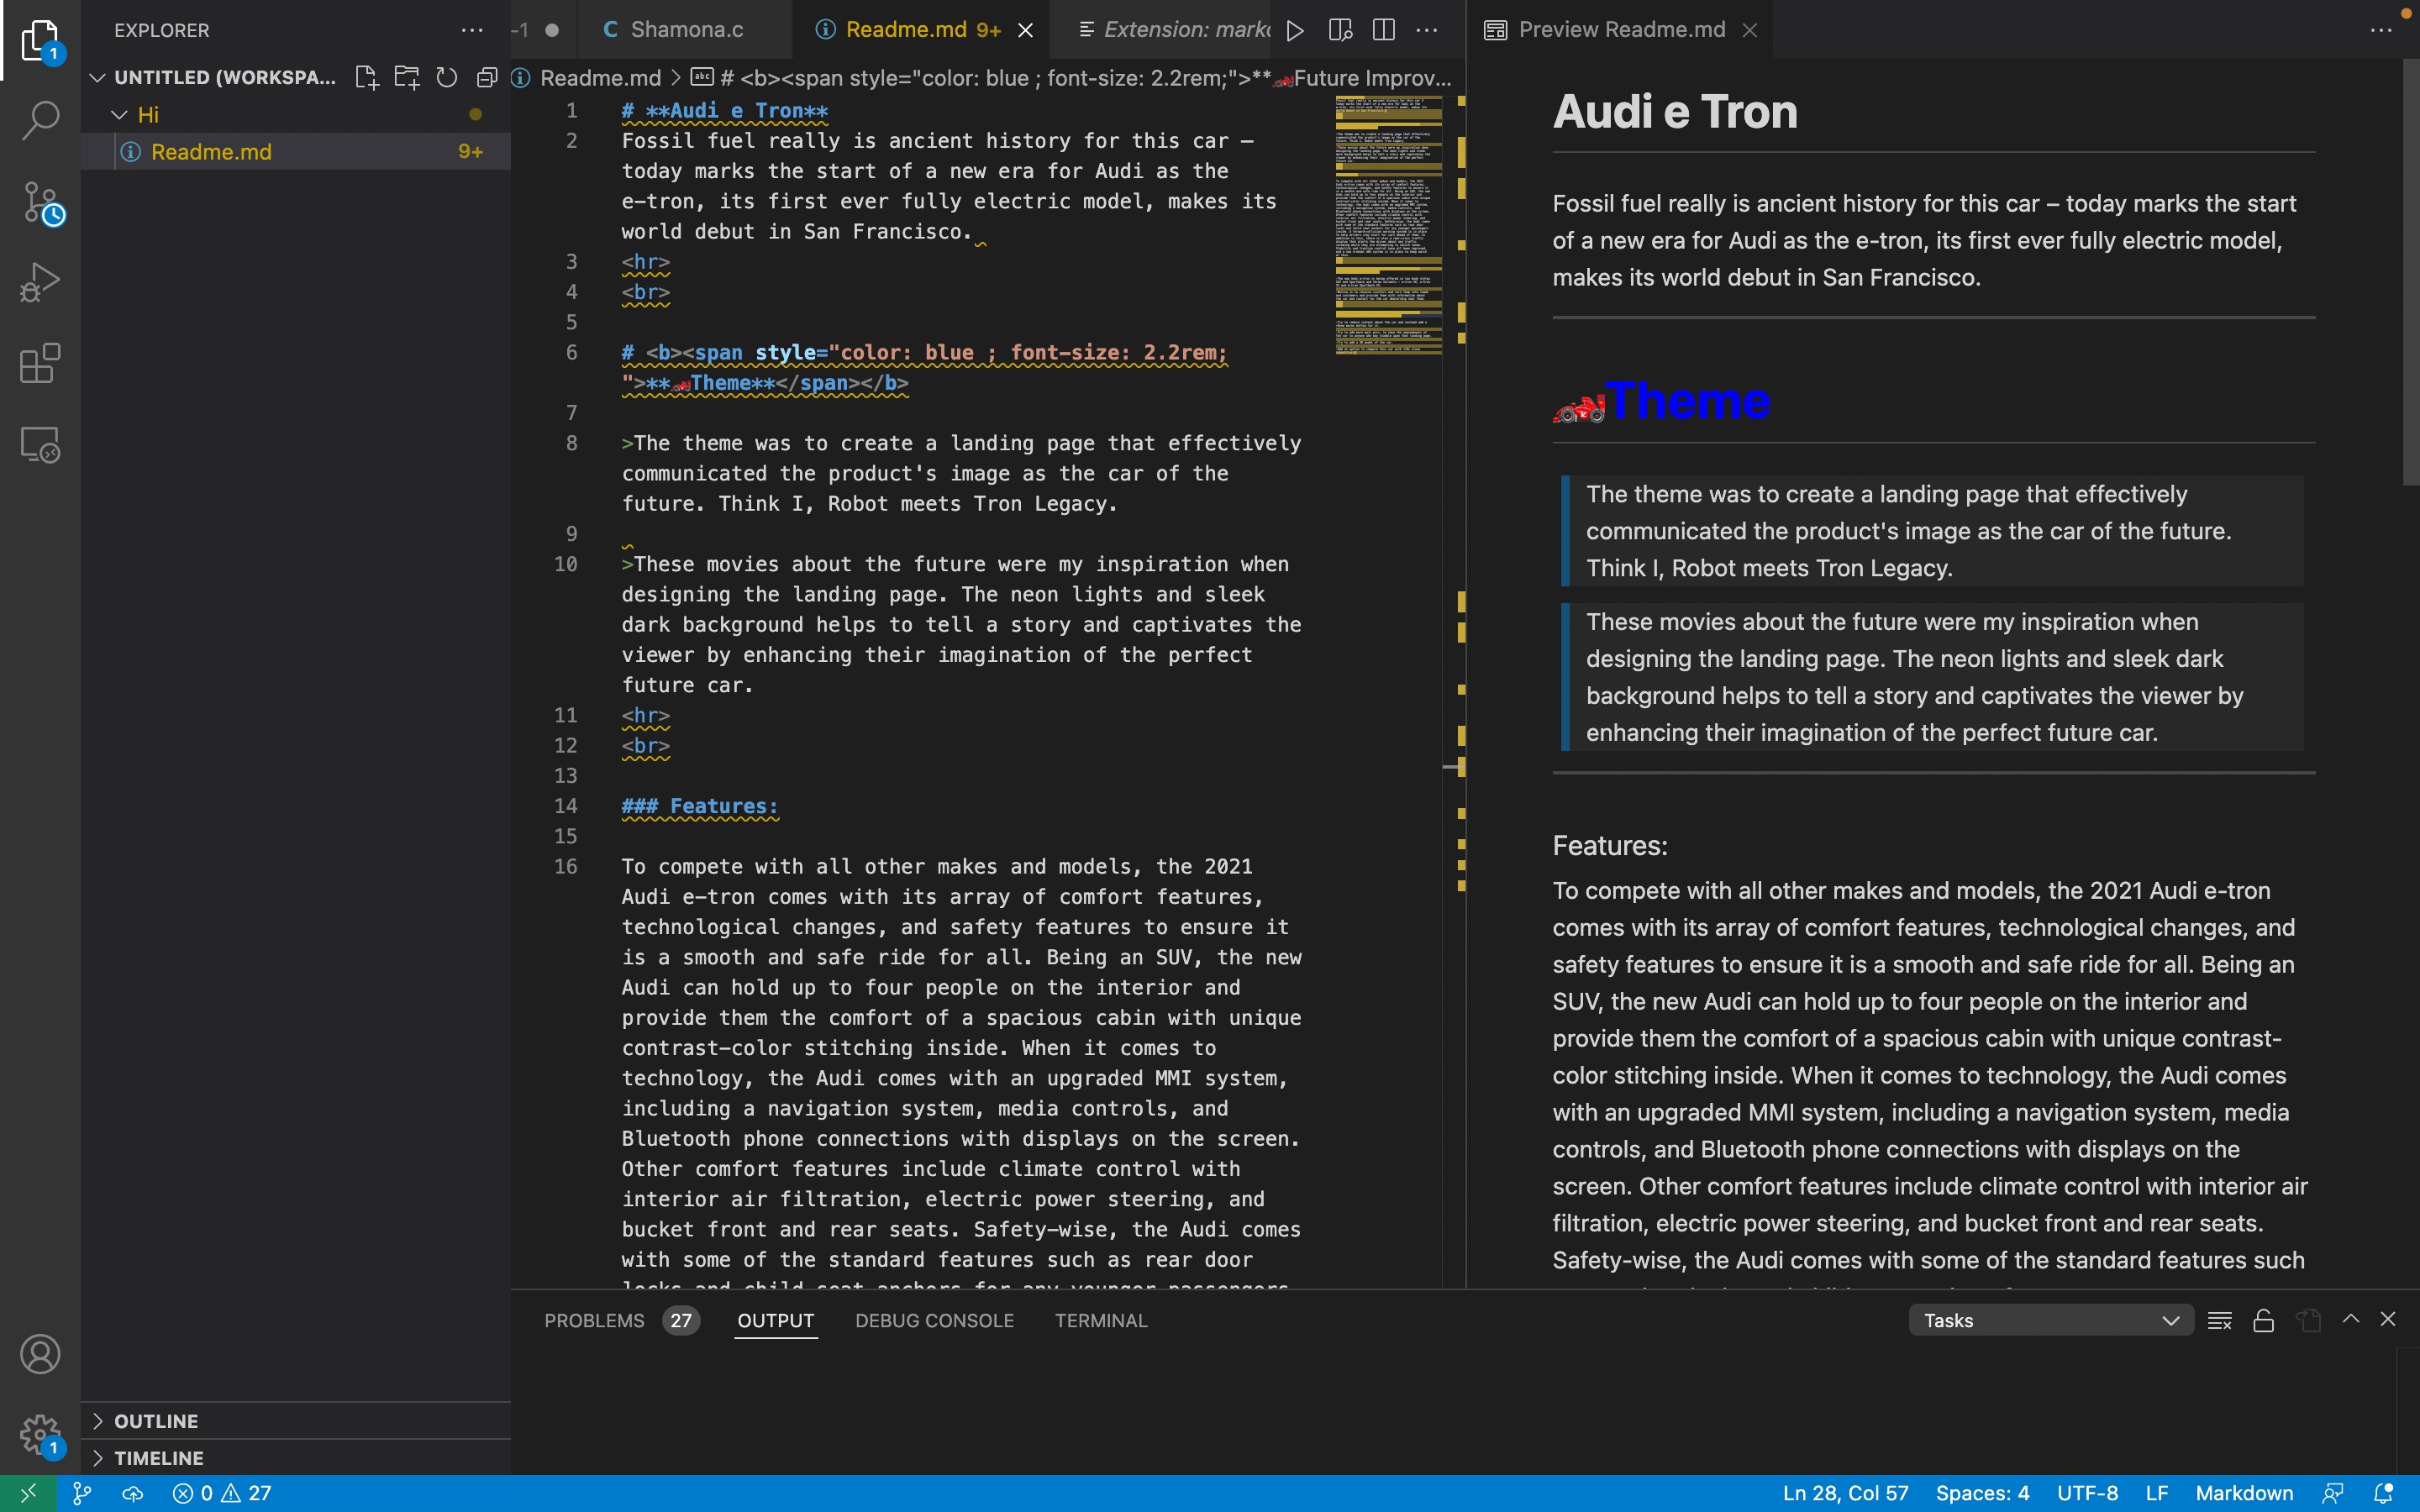 EXPLORER
UNTITLED (WORKSPA...
Hi
Readme.md 9+
OUTLINE
TIMELINE
1
1
-1
Shamona.c
Readme.md 9+
Extension: mark
Readme.md > abc # <b><span style="color: blue ; font-size: 2.2rem;">**🏎️Future Improv...
1 # **Audi e Tron**
2 Fossil fuel really is ancient history for this car –
today marks the start of a new era for Audi as the
e-tron, its first ever fully electric model, makes its
world debut in San Francisco.
3 <hr>
4 <br>
5
6 # <b><span style="color: blue ; font-size: 2.2rem;
">**🏎️Theme**</span></b>
7
8 >The theme was to create a landing page that effectively
communicated the product's image as the car of the
future. Think I, Robot meets Tron Legacy.
9
10 >These movies about the future were my inspiration when
designing the landing page. The neon lights and sleek
dark background helps to tell a story and captivates the
viewer by enhancing their imagination of the perfect
future car.
11 <hr>
12 <br>
13
14 ### Features:
15
16 To compete with all other makes and models, the 2021
Audi e-tron comes with its array of comfort features,
technological changes, and safety features to ensure it
is a smooth and safe ride for all. Being an SUV, the new
Audi can hold up to four people on the interior and
provide them the comfort of a spacious cabin with unique
contrast-color stitching inside. When it comes to
technology, the Audi comes with an upgraded MMI system,
including a navigation system, media controls, and
Bluetooth phone connections with displays on the screen.
Other comfort features include climate control with
interior air filtration, electric power steering, and
bucket front and rear seats. Safety-wise, the Audi comes
with some of the standard features such as rear door
locks and child seat anchors for any younger passengers
Preview Readme.md
Audi e Tron
Fossil fuel really is ancient history for this car – today marks the start
of a new era for Audi as the e-tron, its first ever fully electric model,
makes its world debut in San Francisco.
🏎️Theme
The theme was to create a landing page that effectively
communicated the product's image as the car of the future.
Think I, Robot meets Tron Legacy.
These movies about the future were my inspiration when
designing the landing page. The neon lights and sleek dark
background helps to tell a story and captivates the viewer by
enhancing their imagination of the perfect future car.
Features:
To compete with all other makes and models, the 2021 Audi e-tron
comes with its array of comfort features, technological changes, and
safety features to ensure it is a smooth and safe ride for all. Being an
SUV, the new Audi can hold up to four people on the interior and
provide them the comfort of a spacious cabin with unique contrast-
color stitching inside. When it comes to technology, the Audi comes
with an upgraded MMI system, including a navigation system, media
controls, and Bluetooth phone connections with displays on the
screen. Other comfort features include climate control with interior air
filtration, electric power steering, and bucket front and rear seats.
Safety-wise, the Audi comes with some of the standard features such
PROBLEMS 27 OUTPUT DEBUG CONSOLE TERMINAL
Tasks
0 27
Ln 28, Col 57 Spaces: 4 UTF-8 LF Markdown